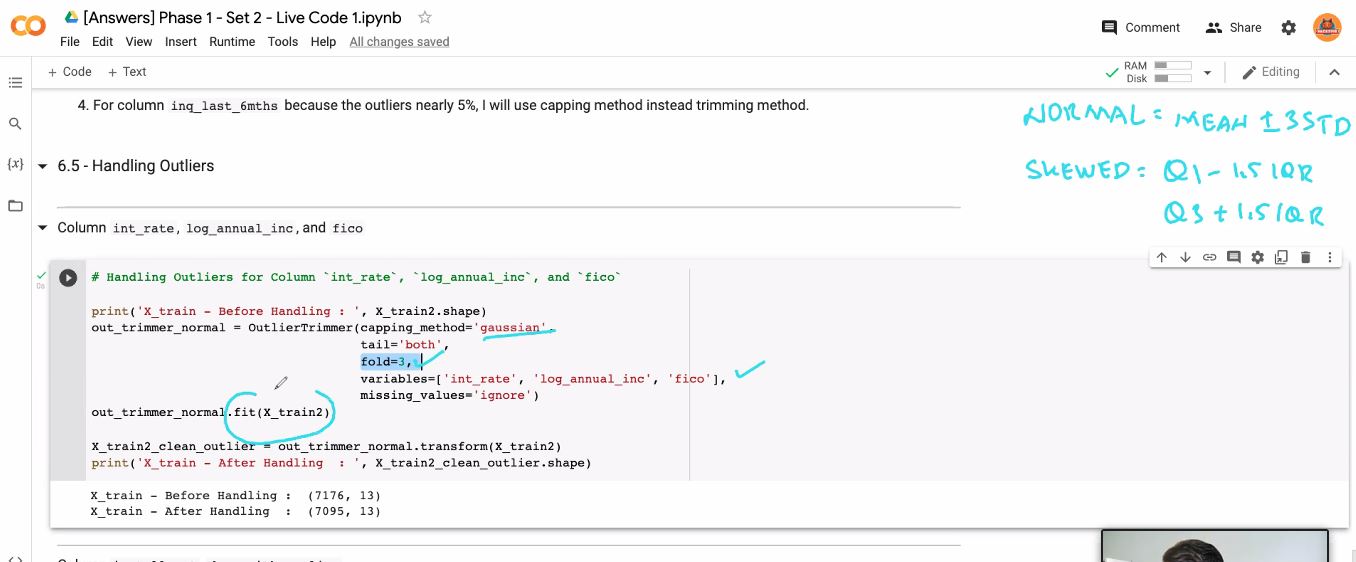 [Answers] Phase 1 - Set 2 - Live Code 1.ipynb
Comment
Share
File Edit View Insert Runtime Tools Help All changes saved
+ Code + Text
RAM
Disk
Editing
4. For column inq_last_6mths because the outliers nearly 5%, I will use capping method instead trimming method.
NORMAL = MEAN ± 3 STD
6.5 - Handling Outliers
SKEWED = Q1 - 1.5 IQR
Q3 + 1.5 IQR
Column int_rate, log_annual_inc, and fico
# Handling Outliers for Column `int_rate`, `log_annual_inc`, and `fico`
print('X_train - Before Handling : ', X_train2.shape)
out_trimmer_normal = OutlierTrimmer(capping_method='gaussian',
tail='both',
fold=3,
variables=['int_rate', 'log_annual_inc', 'fico'],
missing_values='ignore')
out_trimmer_normal.fit(X_train2)
X_train2_clean_outlier = out_trimmer_normal.transform(X_train2)
print('X_train - After Handling  : ', X_train2_clean_outlier.shape)
X_train - Before Handling :  (7176, 13)
X_train - After Handling  :  (7095, 13)